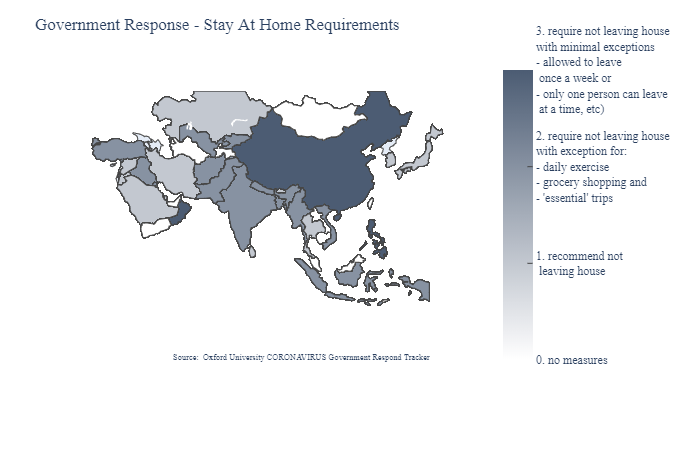 Government Response - Stay At Home Requirements
3. require not leaving house
with minimal exceptions
- allowed to leave
once a week or
- only one person can leave
at a time, etc)
2. require not leaving house
with exception for:
- daily exercise
- grocery shopping and
- 'essential' trips
1. recommend not
leaving house
0. no measures
Source: Oxford University CORONAVIRUS Government Respond Tracker